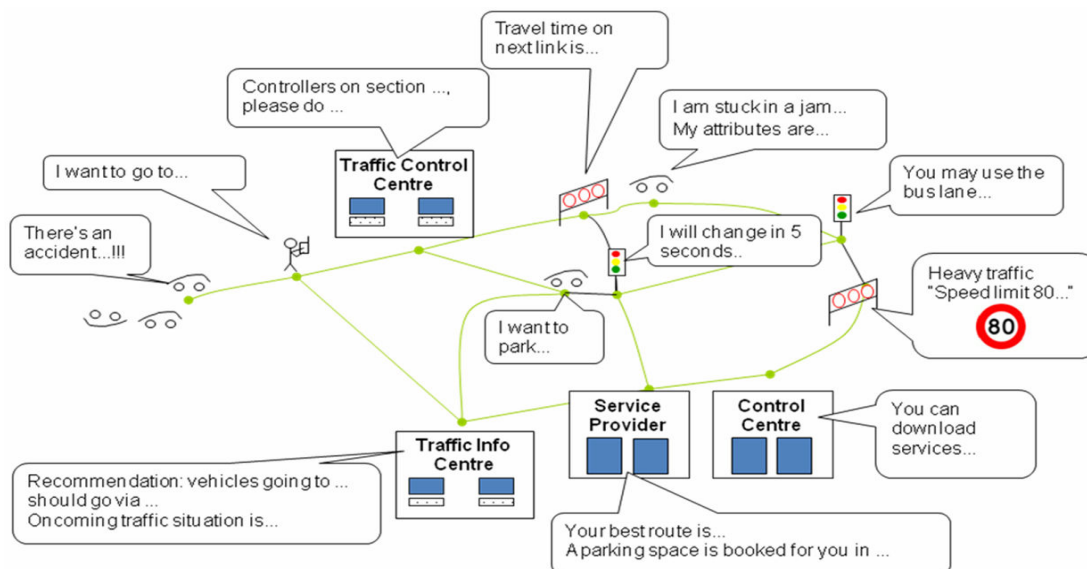 Travel time on
next link is...
Controllers on section ...,
please do ...
I am stuck in a jam...
My attributes are...
I want to go to...
Traffic Control
Centre
You may use the
bus lane...
There's an
accident...!!!
I will change in 5
seconds..
Heavy traffic
"Speed limit 80..."
80
I want to
park...
Service
Provider
Control
Centre
You can
download
services...
Traffic Info
Centre
Recommendation: vehicles going to ...
should go via ...
Oncoming traffic situation is...
Your best route is...
A parking space is booked for you in ...